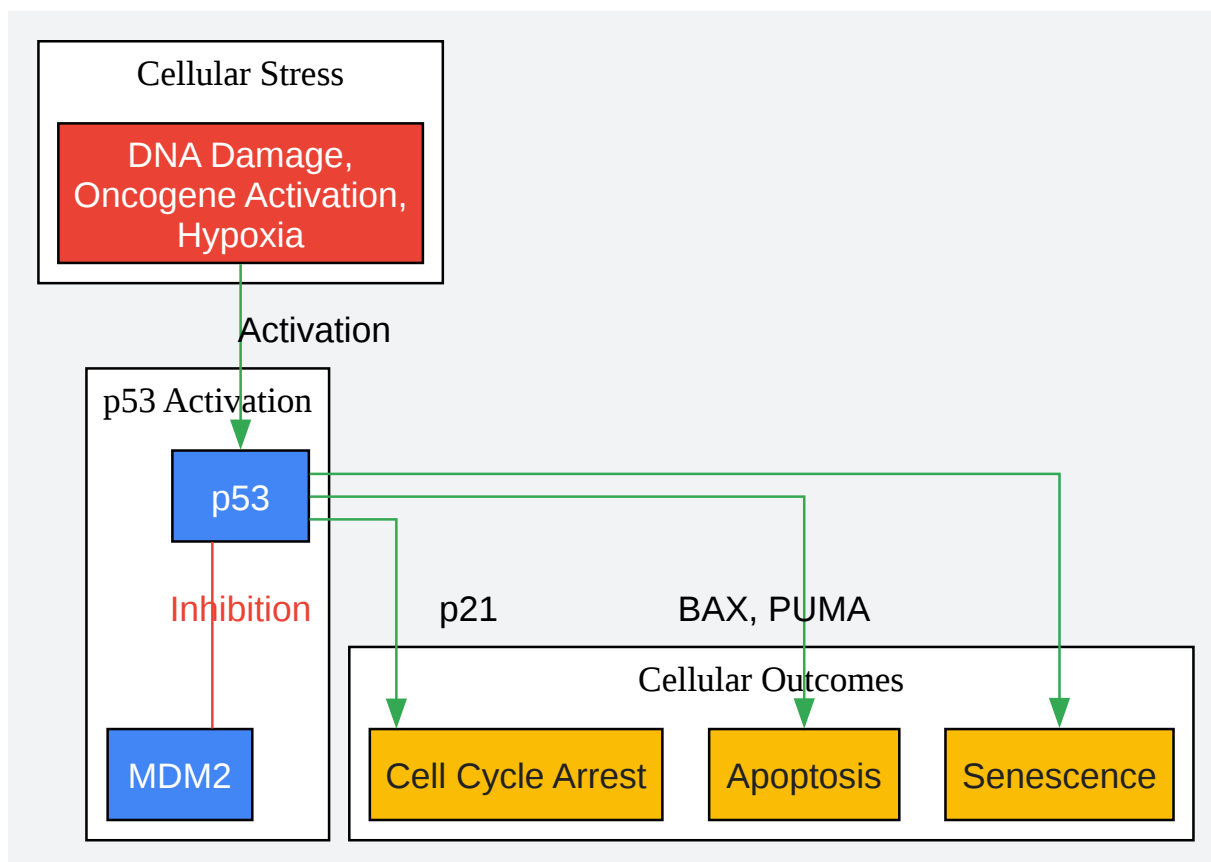 Cellular Stress
DNA Damage,
Oncogene Activation,
Hypoxia
Activation
p53 Activation
p53
Inhibition
p21
BAX, PUMA
Cellular Outcomes
MDM2
Cell Cycle Arrest
Apoptosis
Senescence